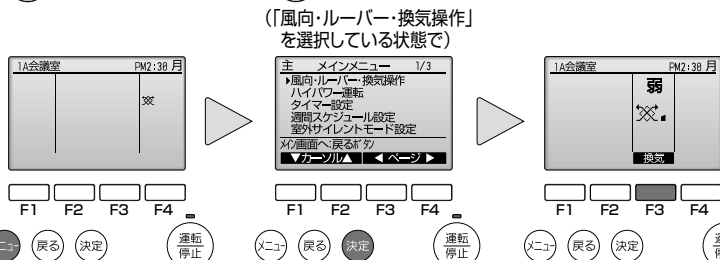 (「風向・ルーバー・換気操作」
を選択している状態で)
1A会議室 PM2:30 月
F1 F2 F3 F4
戻る 決定 運転 停止
主 メインメニュー 1/3
▶風向・ルーバー・換気操作
ハイパワー運転
タイマー設定
週間スケジュール設定
室外サイレントモード設定
メイン画面へ:戻るボタン
▼カーソル▲ ◀ ページ ▶
F1 F2 F3 F4
メニュー 戻る 決定 運転 停止
1A会議室 PM2:30 月
弱
換気
F1 F2 F3 F4
メニュー 戻る 決定